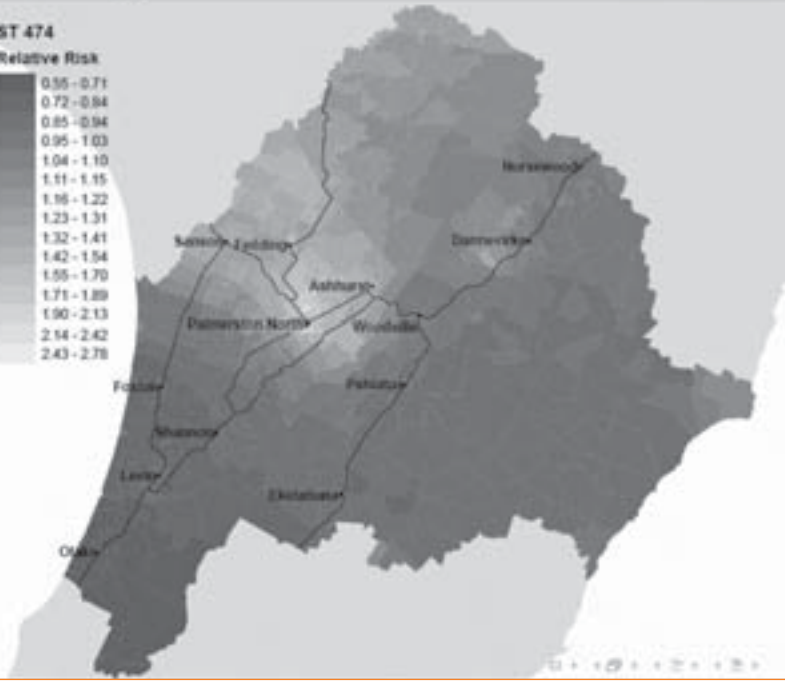 ST 474
Relative Risk
0.55 - 0.71
0.72 - 0.84
0.85 - 0.94
0.95 - 1.03
1.04 - 1.10
1.11 - 1.15
1.16 - 1.22
1.23 - 1.31
1.32 - 1.41
1.42 - 1.54
1.55 - 1.70
1.71 - 1.89
1.90 - 2.13
2.14 - 2.42
2.43 - 2.78
Norsewood
Dannevirke
Sanson
Feilding
Ashhurst
Palmerston North
Woodville
Foxton
Pahiatua
Shannon
Levin
Eketahuna
Otaki